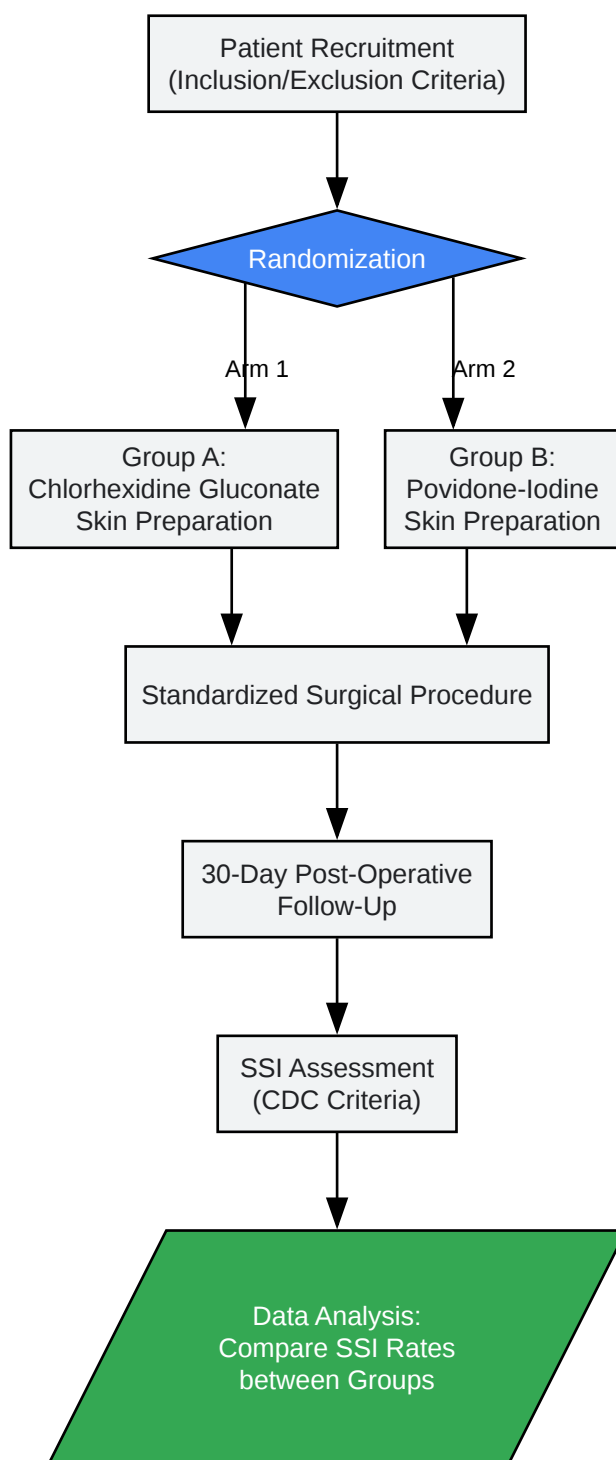 Patient Recruitment
(Inclusion/Exclusion Criteria)
Randomization
Arm 1
Arm 2
Group A:
Chlorhexidine Gluconate
Skin Preparation
Group B:
Povidone-Iodine
Skin Preparation
Standardized Surgical Procedure
30-Day Post-Operative
Follow-Up
SSI Assessment
(CDC Criteria)
Data Analysis:
Compare SSI Rates
between Groups